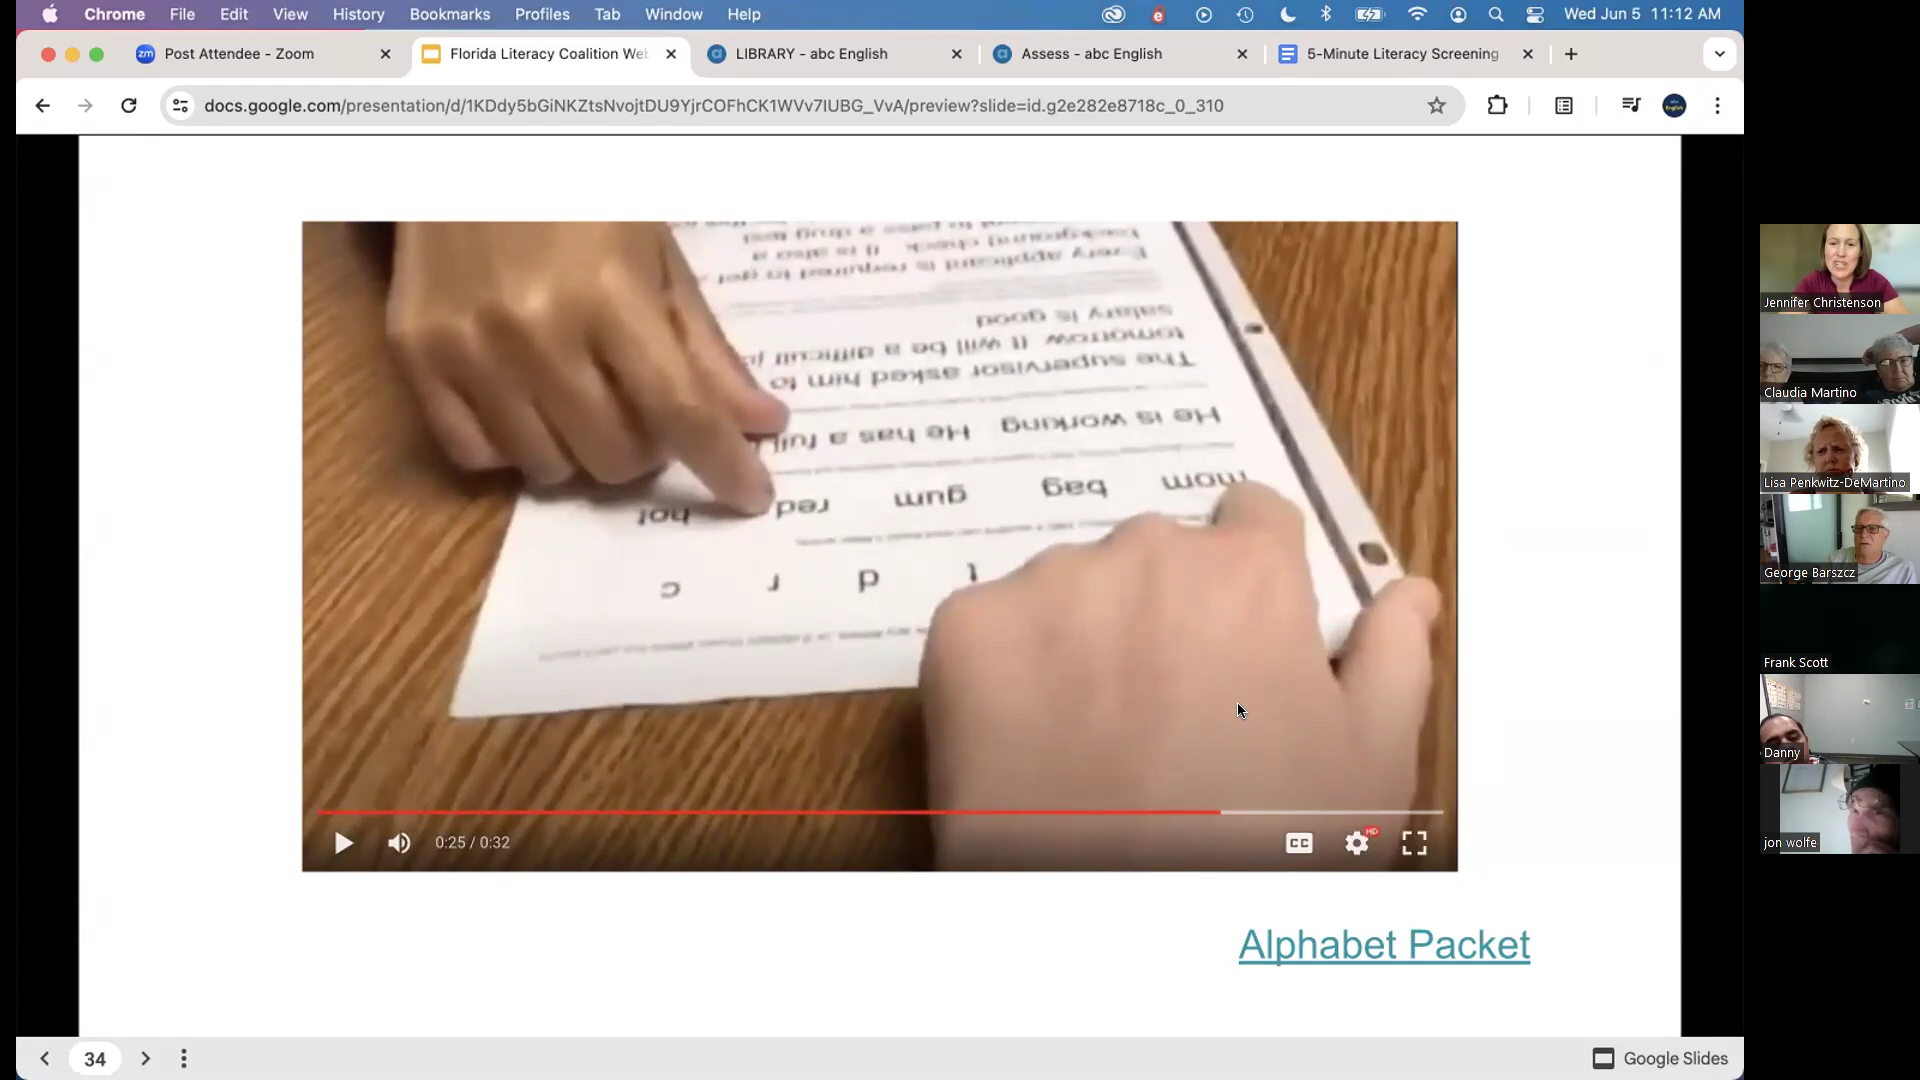 Chrome File Edit View History Bookmarks Profiles Tab Window Help Wed Jun 5 11:12 AM
zm Post Attendee - Zoom Florida Literacy Coalition Web LIBRARY - abc English Assess - abc English 5-Minute Literacy Screening
docs.google.com/presentation/d/1KDdy5bGiNKZtsNvojtDU9YjrCOFhCK1WVv7IUBG_VvA/preview?slide=id.g2e282e8718c_0_310
c r d t
mom bag gum red hot
He is working He has a full
The supervisor asked him to
tomorrow It will be a difficult
salary is good
Every applicant is required to get
background check It is also a
0:25 / 0:32
CC
HD
Alphabet Packet
34
Google Slides
Jennifer Christenson
Claudia Martino
Lisa Penkwitz-DeMartino
George Barszcz
Frank Scott
Danny
jon wolfe